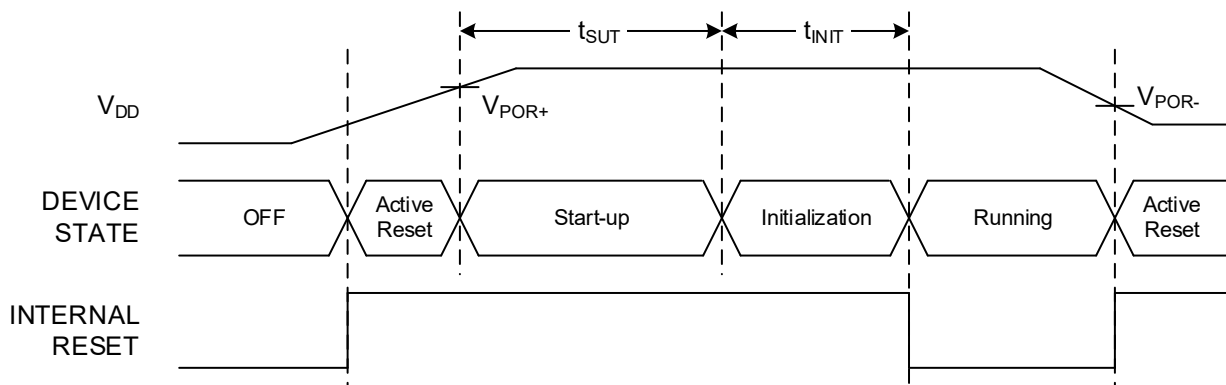 tSUT
tINIT
VDD
VPOR+
VPOR-
DEVICE
STATE
OFF
Active
Reset
Start-up
Initialization
Running
Active
Reset
INTERNAL
RESET